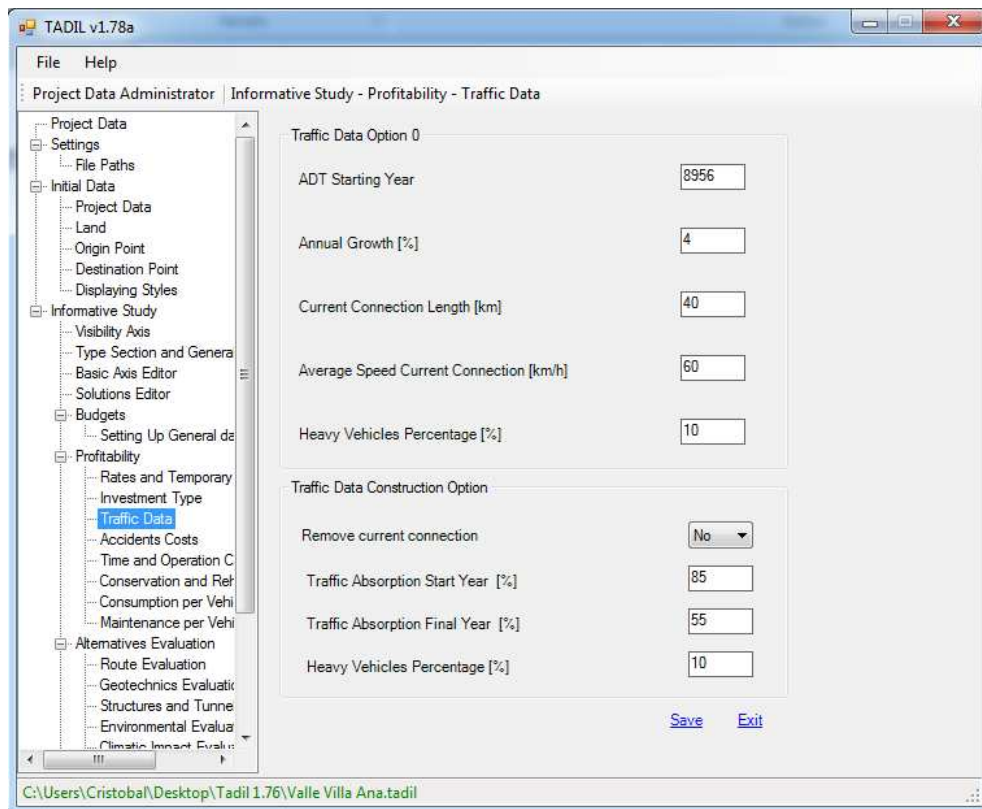 TADIL v1.78a
File Help
Project Data Administrator Informative Study - Profitability - Traffic Data
Project Data
Settings
File Paths
Initial Data
Project Data
Land
Origin Point
Destination Point
Displaying Styles
Informative Study
Visibility Axis
Type Section and Genera
Basic Axis Editor
Solutions Editor
Budgets
Setting Up General da
Profitability
Rates and Temporary
Investment Type
Traffic Data
Accidents Costs
Time and Operation C
Conservation and Reh
Consumption per Vehi
Maintenance per Vehi
Alternatives Evaluation
Route Evaluation
Geotechnics Evaluatio
Structures and Tunne
Environmental Evalua
Climatic Impact Evalu
Traffic Data Option 0
ADT Starting Year 8956
Annual Growth [%] 4
Current Connection Length [km] 40
Average Speed Current Connection [km/h] 60
Heavy Vehicles Percentage [%] 10
Traffic Data Construction Option
Remove current connection No
Traffic Absorption Start Year [%] 85
Traffic Absorption Final Year [%] 55
Heavy Vehicles Percentage [%] 10
Save Exit
C:\Users\Cristobal\Desktop\Tadil 1.76\Valle Villa Ana.tadil